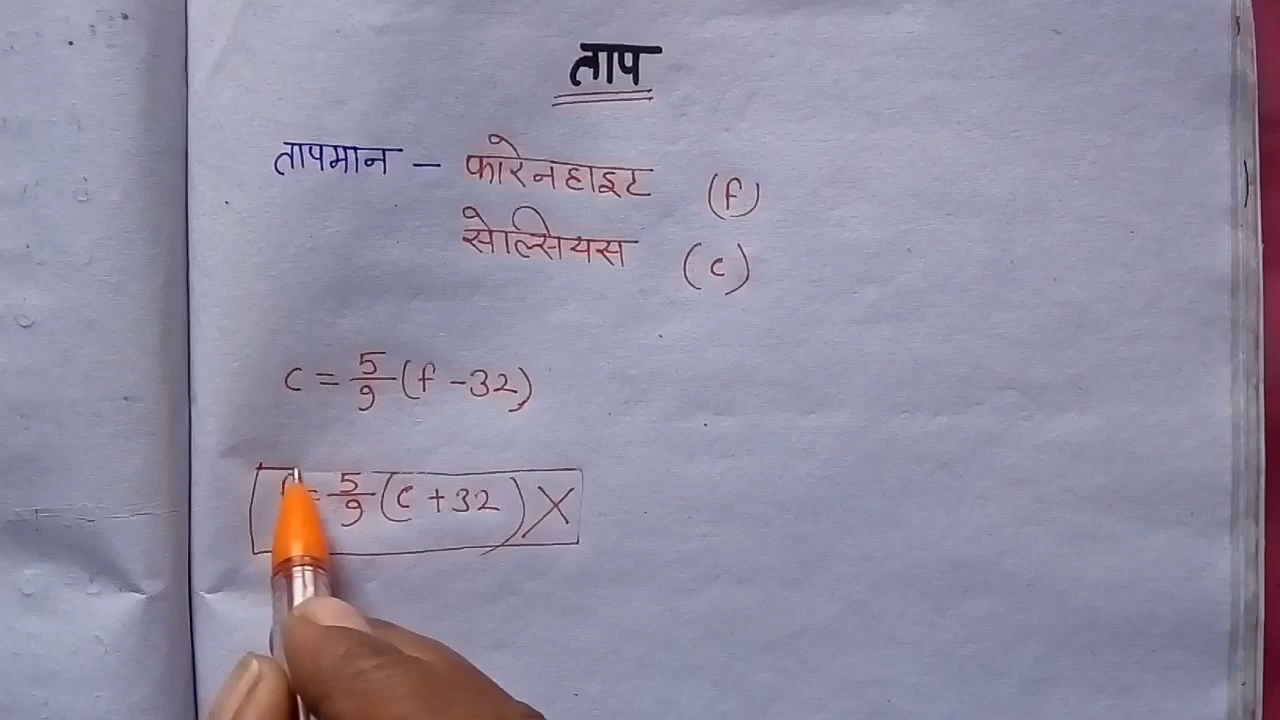 ताप
तापमान - फारेनहाइट (f)
सेल्सियस (c)
c = 5/9 (f - 32)
= 5/9 (c + 32) X